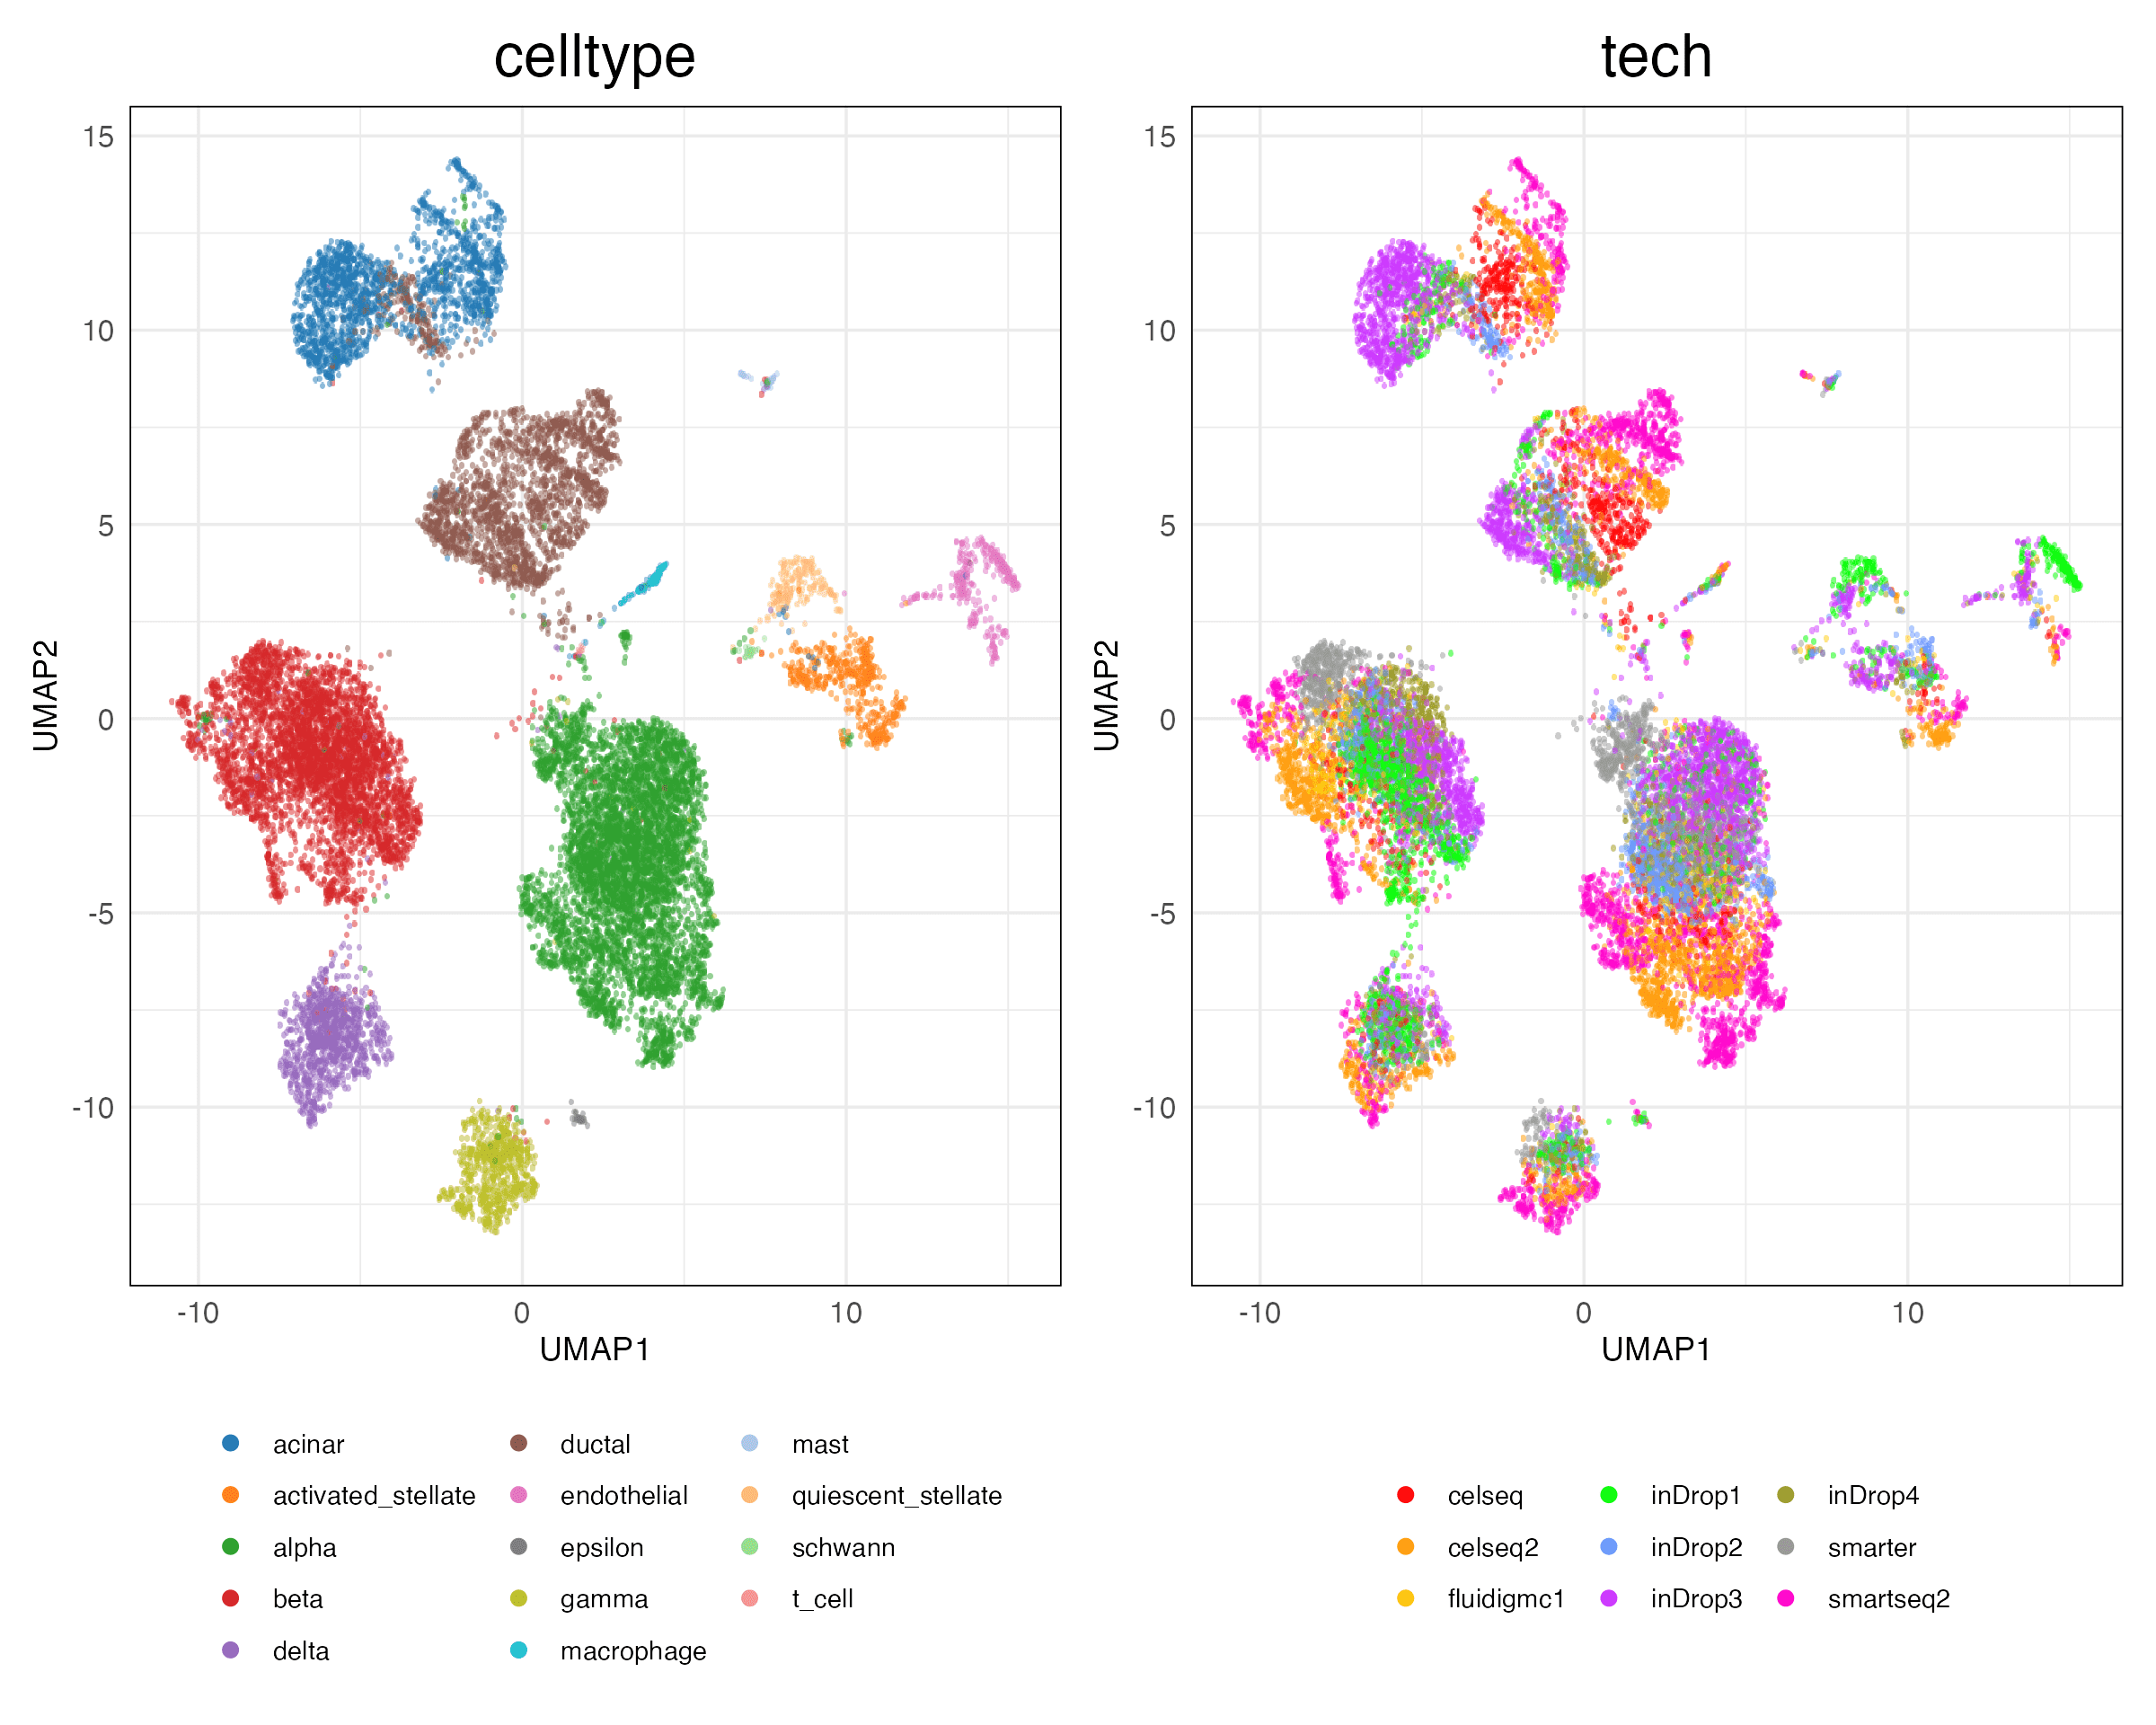 celltype
15
10
5
0
-5
-10
UMAP2
-10 0 10
UMAP1
acinar
activated_stellate
alpha
beta
delta
ductal
endothelial
epsilon
gamma
macrophage
mast
quiescent_stellate
schwann
t_cell
tech
15
10
5
0
-5
-10
UMAP2
-10 0 10
UMAP1
celseq
celseq2
fluidigmc1
inDrop1
inDrop2
inDrop3
inDrop4
smarter
smartseq2